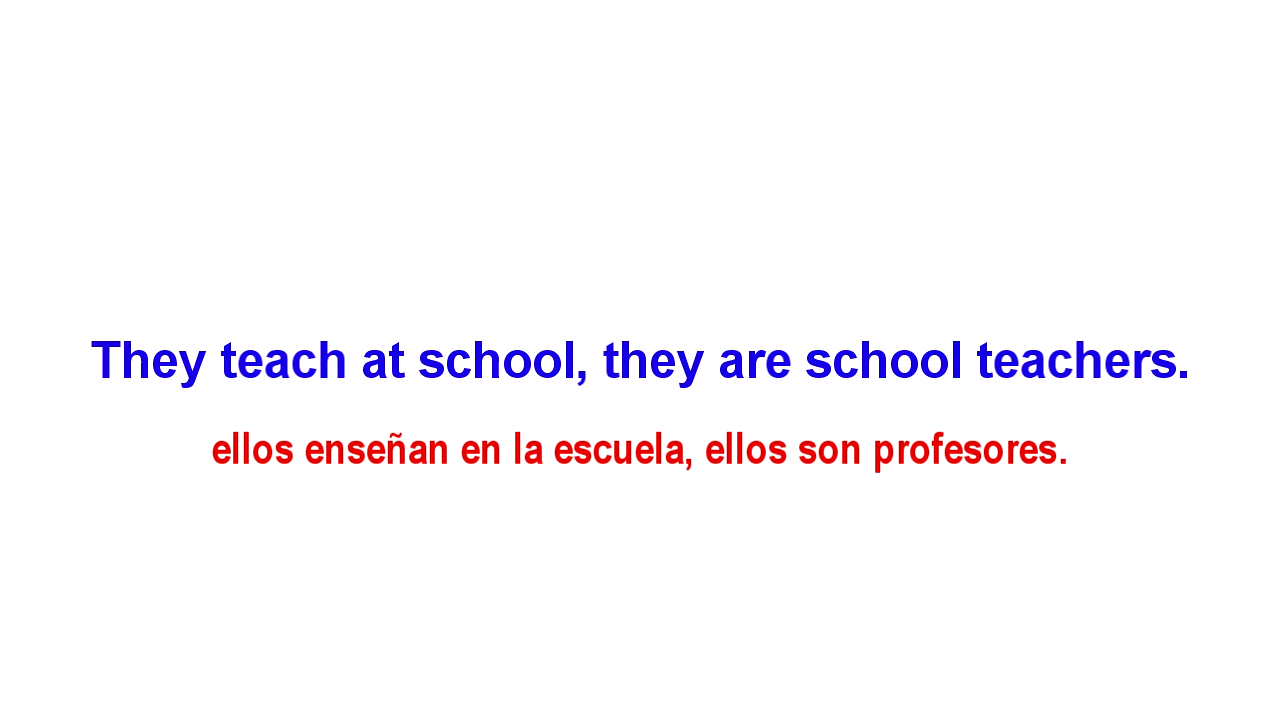 They teach at school, they are school teachers.
ellos enseñan en la escuela, ellos son profesores.